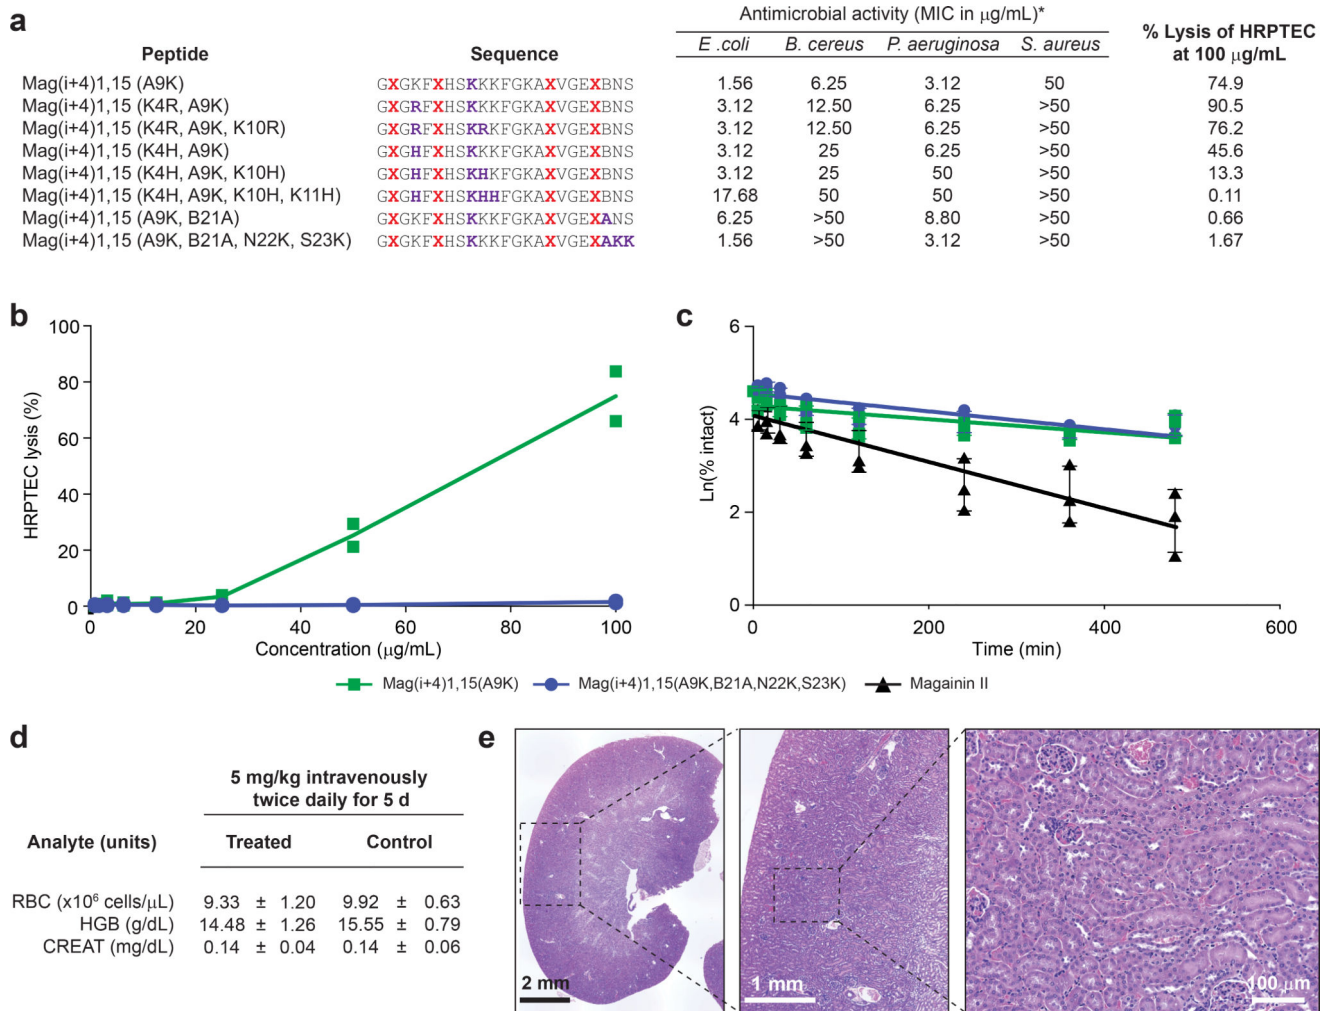 a
Antimicrobial activity (MIC in μg/mL)*
Peptide Sequence E .coli B. cereus P. aeruginosa S. aureus % Lysis of HRPTEC at 100 μg/mL
Mag(i+4)1,15 (A9K) GXGKFXHSKKKFGKAXVGEXBNS 1.56 6.25 3.12 50 74.9
Mag(i+4)1,15 (K4R, A9K) GXGRFXHSKKKFGKAXVGEXBNS 3.12 12.50 6.25 >50 90.5
Mag(i+4)1,15 (K4R, A9K, K10R) GXGRFXHSKRKFGKAXVGEXBNS 3.12 12.50 6.25 >50 76.2
Mag(i+4)1,15 (K4H, A9K) GXGHFXHSKKKFGKAXVGEXBNS 3.12 25 6.25 >50 45.6
Mag(i+4)1,15 (K4H, A9K, K10H) GXGHFXHSKHKFGKAXVGEXBNS 3.12 25 50 >50 13.3
Mag(i+4)1,15 (K4H, A9K, K10H, K11H) GXGHFXHSKHHFGKAXVGEXBNS 17.68 50 50 >50 0.11
Mag(i+4)1,15 (A9K, B21A) GXGKFXHSKKKFGKAXVGEXANS 6.25 >50 8.80 >50 0.66
Mag(i+4)1,15 (A9K, B21A, N22K, S23K) GXGKFXHSKKKFGKAXVGEXAKK 1.56 >50 3.12 >50 1.67
b
HRPTEC lysis (%)
100
80
60
40
20
0
0 20 40 60 80 100
Concentration (μg/mL)
c
Ln(% intact)
6
4
2
0
0 200 400 600
Time (min)
Mag(i+4)1,15(A9K) Mag(i+4)1,15(A9K,B21A,N22K,S23K) Magainin II
d
5 mg/kg intravenously
twice daily for 5 d
Analyte (units) Treated Control
RBC (x10⁶ cells/μL) 9.33 ± 1.20 9.92 ± 0.63
HGB (g/dL) 14.48 ± 1.26 15.55 ± 0.79
CREAT (mg/dL) 0.14 ± 0.04 0.14 ± 0.06
e
2 mm
1 mm
100 μm